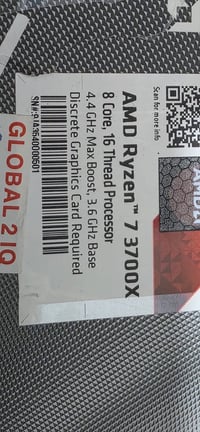 AMD Ryzen™ 7 3700X
8 Core, 16 Thread Processor
4.4 GHz Max Boost, 3.6 GHz Base
Discrete Graphics Card Required
Scan for more info
GLOBAL 2 IQ